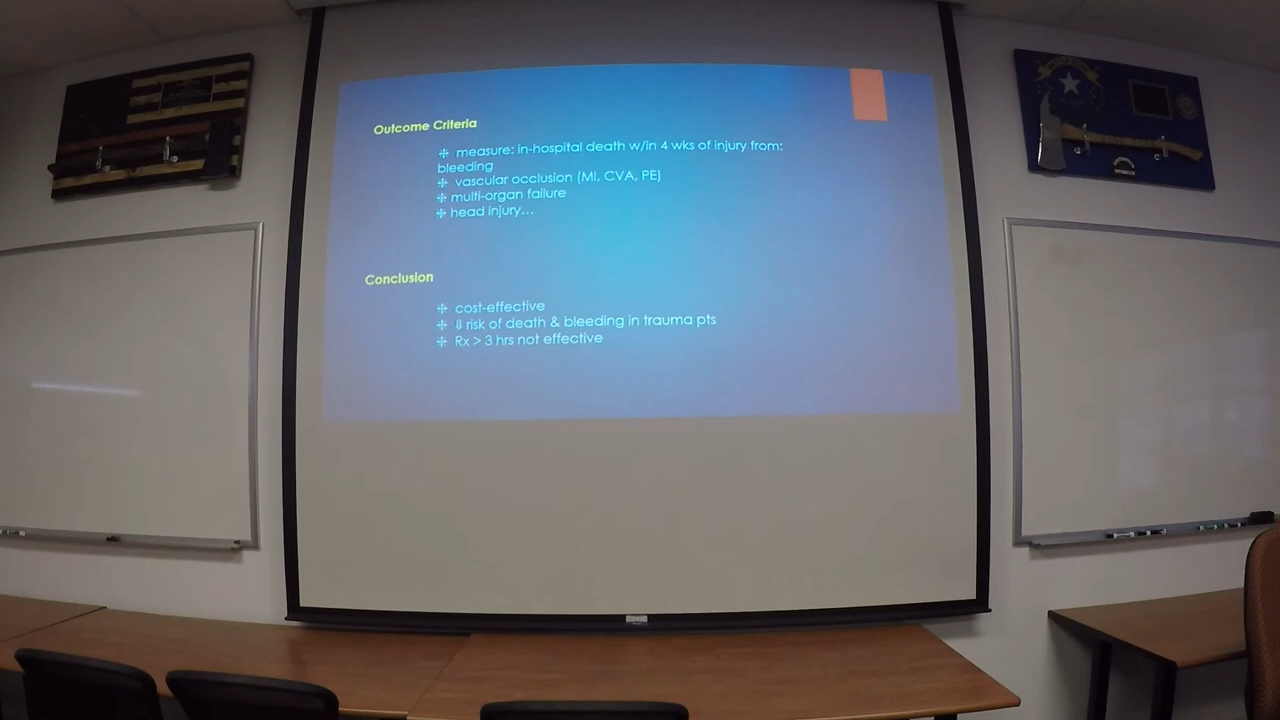 Outcome Criteria
❉ measure: in-hospital death w/in 4 wks of injury from:
bleeding
❉ vascular occlusion (MI, CVA, PE)
❉ multi-organ failure
❉ head injury...
Conclusion
❉ cost-effective
❉ ⇓ risk of death & bleeding in trauma pts
❉ Rx > 3 hrs not effective